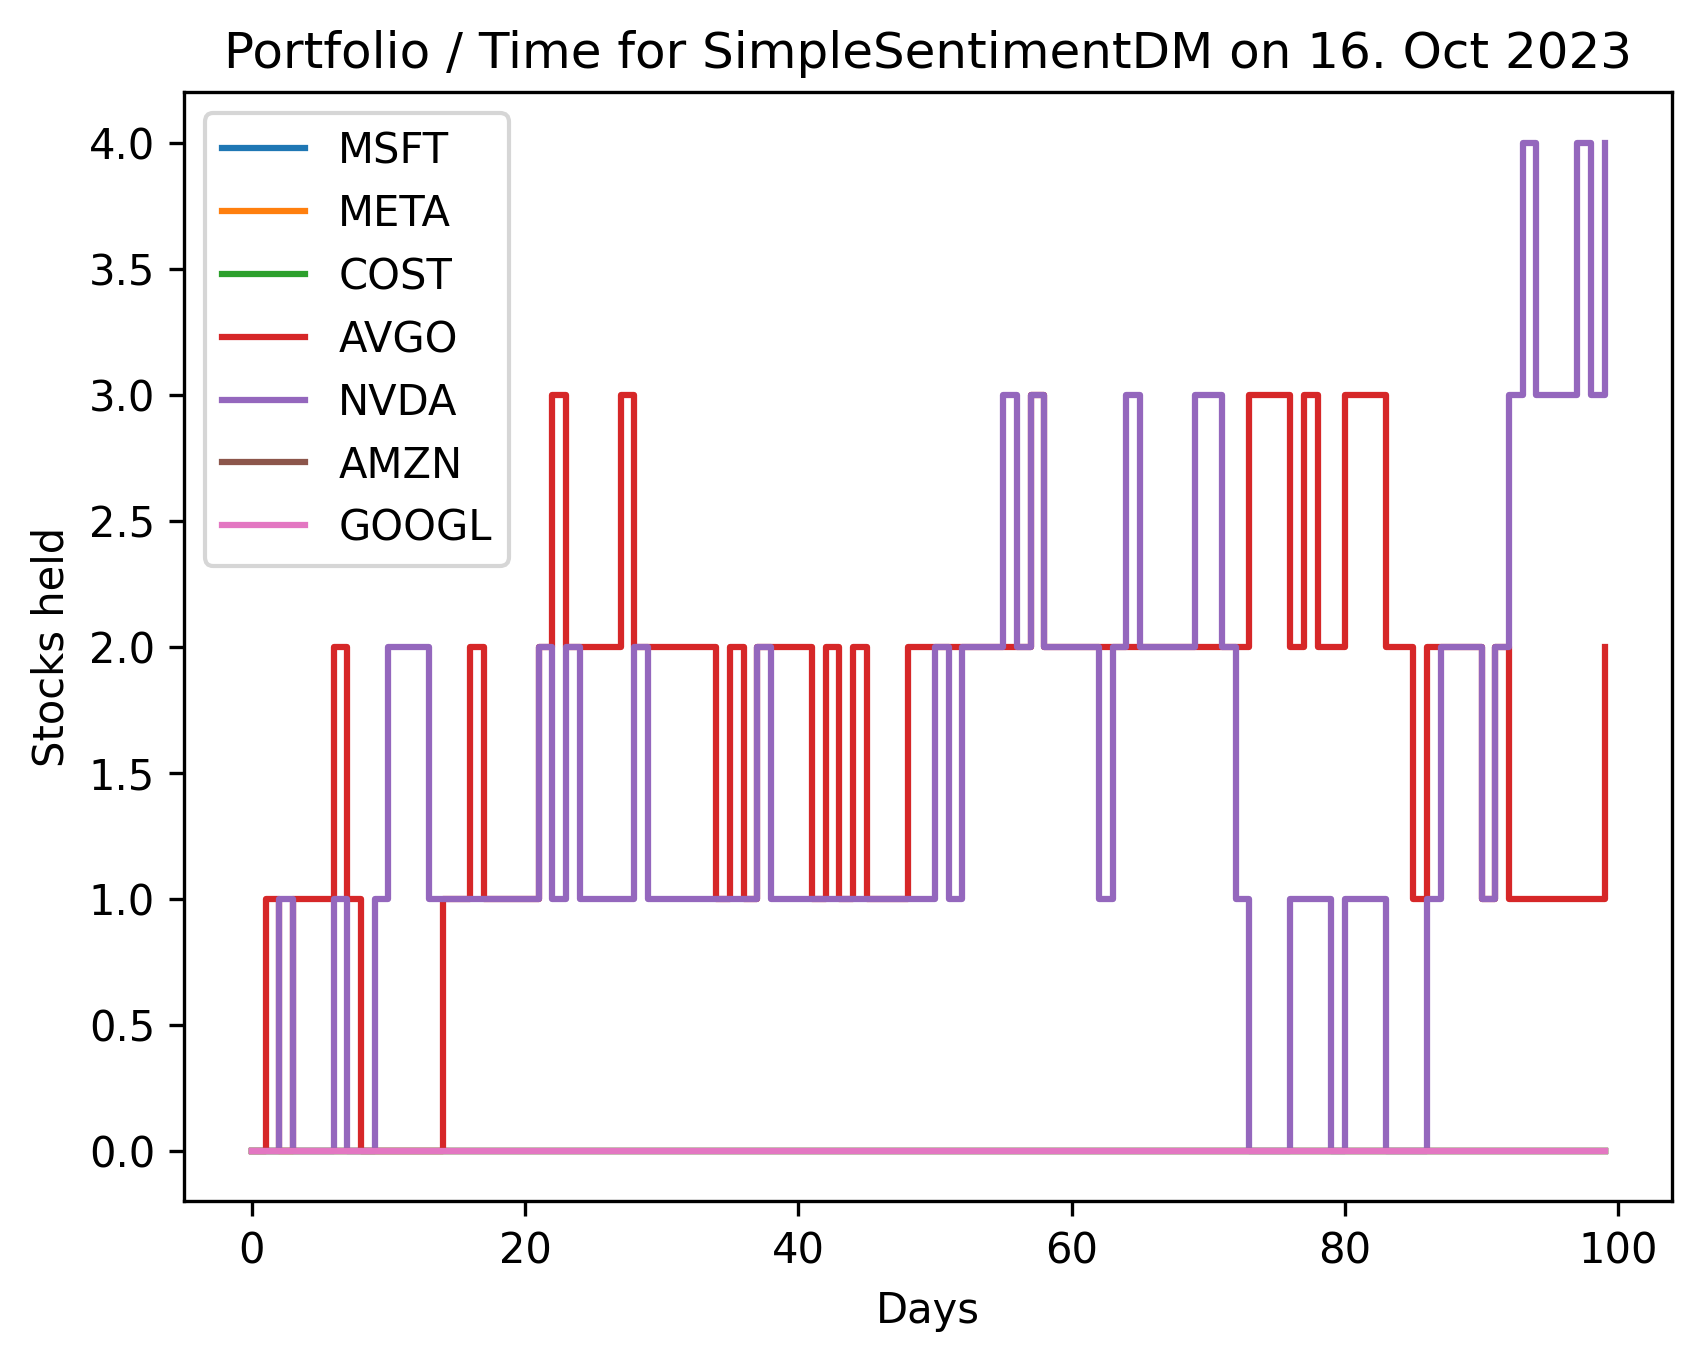 Portfolio / Time for SimpleSentimentDM on 16. Oct 2023
MSFT
META
COST
AVGO
NVDA
AMZN
GOOGL
4.0
3.5
3.0
2.5
2.0
1.5
1.0
0.5
0.0
Stocks held
0 20 40 60 80 100
Days